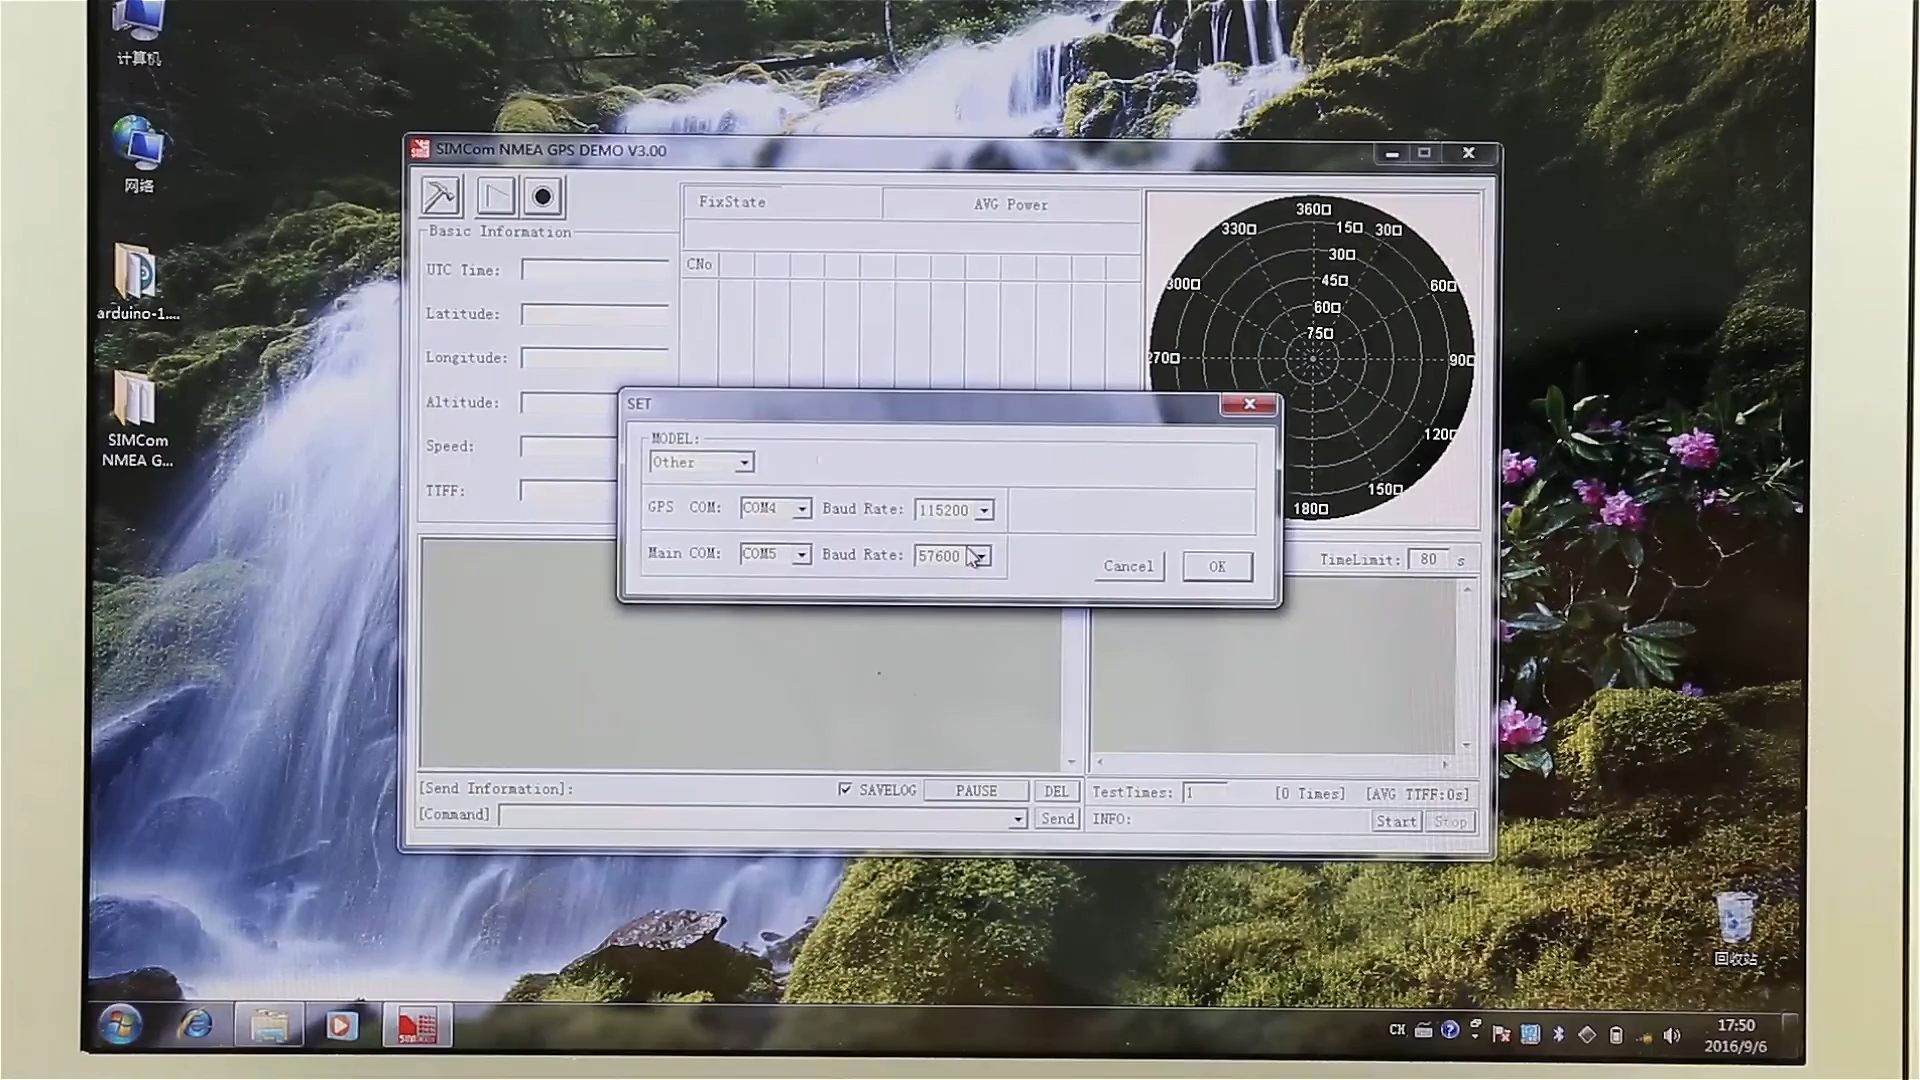 计算机
网络
arduino-1....
SIMCom
NMEA G...
SIMCom NMEA GPS DEMO V3.00
FixState
AVG Power
Basic Information
UTC Time:
Latitude:
Longitude:
Altitude:
Speed:
TTFF:
CNo
360□
330□
15□
30□
30□
300□
45□
60□
60□
75□
270□
90□
120□
150□
180□
SET
MODEL:
Other
GPS COM:
COM4
Baud Rate:
115200
Main COM:
COM5
Baud Rate:
57600
Cancel
OK
TimeLimit:
80
s
[Send Information]:
SAVELOG
PAUSE
DEL
TestTimes:
1
[0 Times]
[AVG TTFF:0s]
[Command]
Send
INFO:
Start
Stop
回收站
CH
17:50
2016/9/6